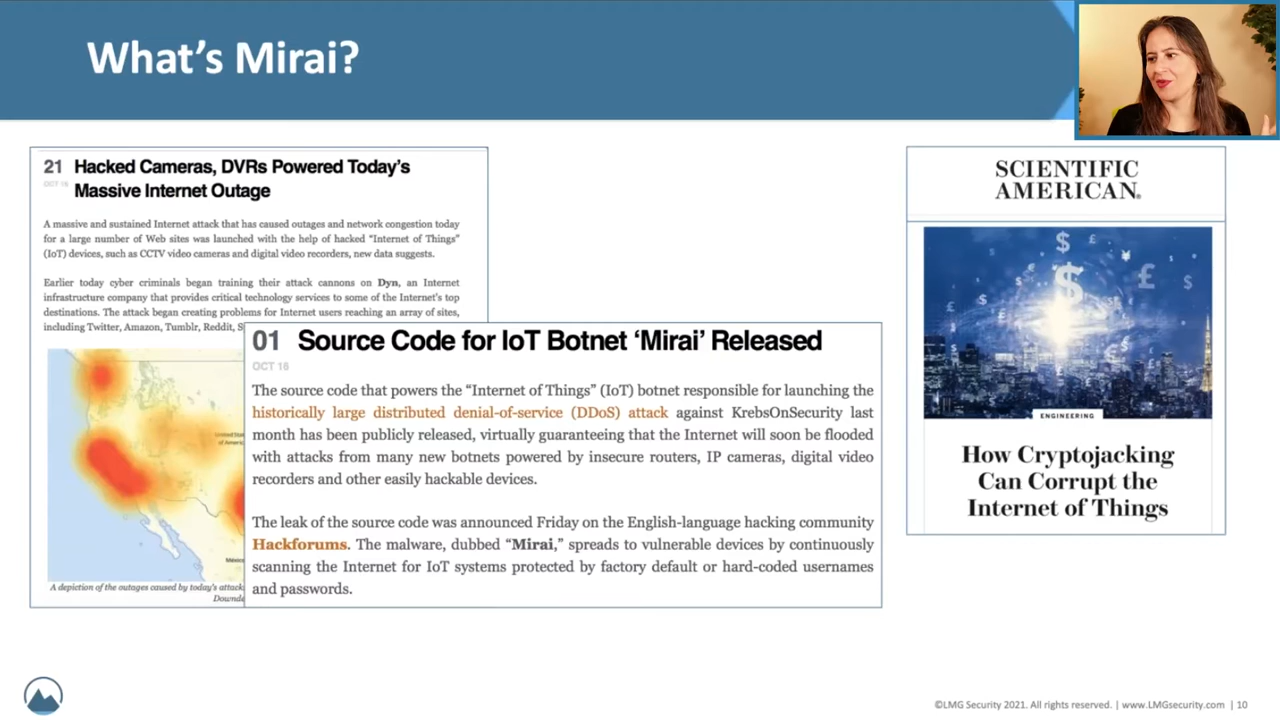 What's Mirai?
21 Hacked Cameras, DVRs Powered Today's
OCT 16
Massive Internet Outage
A massive and sustained Internet attack that has caused outages and network congestion today
for a large number of Web sites was launched with the help of hacked “Internet of Things”
(IoT) devices, such as CCTV video cameras and digital video recorders, new data suggests.
Earlier today cyber criminals began training their attack cannons on Dyn, an Internet
infrastructure company that provides critical technology services to some of the Internet's top
destinations. The attack began creating problems for Internet users reaching an array of sites,
including Twitter, Amazon, Tumblr, Reddit, S
United Sta
of Americ
México
A depiction of the outages caused by today's attack
Downde
01 Source Code for IoT Botnet ‘Mirai’ Released
OCT 16
The source code that powers the “Internet of Things” (IoT) botnet responsible for launching the
historically large distributed denial-of-service (DDoS) attack against KrebsOnSecurity last
month has been publicly released, virtually guaranteeing that the Internet will soon be flooded
with attacks from many new botnets powered by insecure routers, IP cameras, digital video
recorders and other easily hackable devices.
The leak of the source code was announced Friday on the English-language hacking community
Hackforums. The malware, dubbed “Mirai,” spreads to vulnerable devices by continuously
scanning the Internet for IoT systems protected by factory default or hard-coded usernames
and passwords.
SCIENTIFIC
AMERICAN®
ENGINEERING
How Cryptojacking
Can Corrupt the
Internet of Things
©LMG Security 2021. All rights reserved. | www.LMGsecurity.com | 10